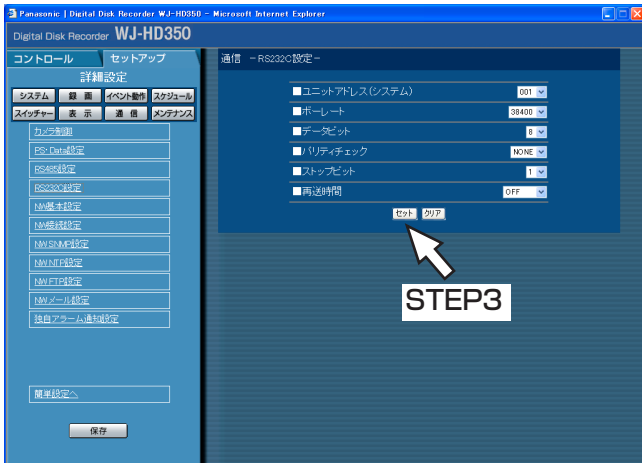 Panasonic | Digital Disk Recorder WJ-HD350 - Microsoft Internet Explorer
Digital Disk Recorder WJ-HD350
コントロール セットアップ
詳細設定
システム 録 画 イベント動作 スケジュール
スイッチャー 表 示 通 信 メンテナンス
カメラ制御
PS・Data設定
RS485設定
RS232C設定
NW基本設定
NW接続設定
NW SNMP設定
NW NTP設定
NW FTP設定
NWメール設定
独自アラーム通知設定
簡単設定へ
保存
通信 －RS232C設定－
■ユニットアドレス(システム) 001
■ボーレート 38400
■データビット 8
■パリティチェック NONE
■ストップビット 1
■再送時間 OFF
セット クリア
STEP3